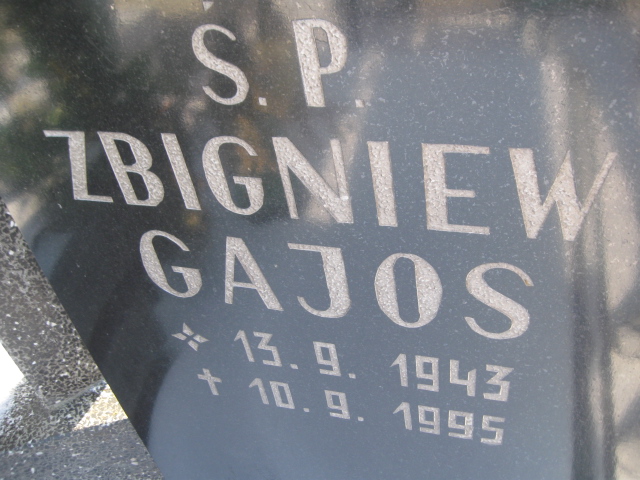 Ś. P.
ZBIGNIEW
GAJOS
* 13. 9. 1943
† 10. 9. 1995